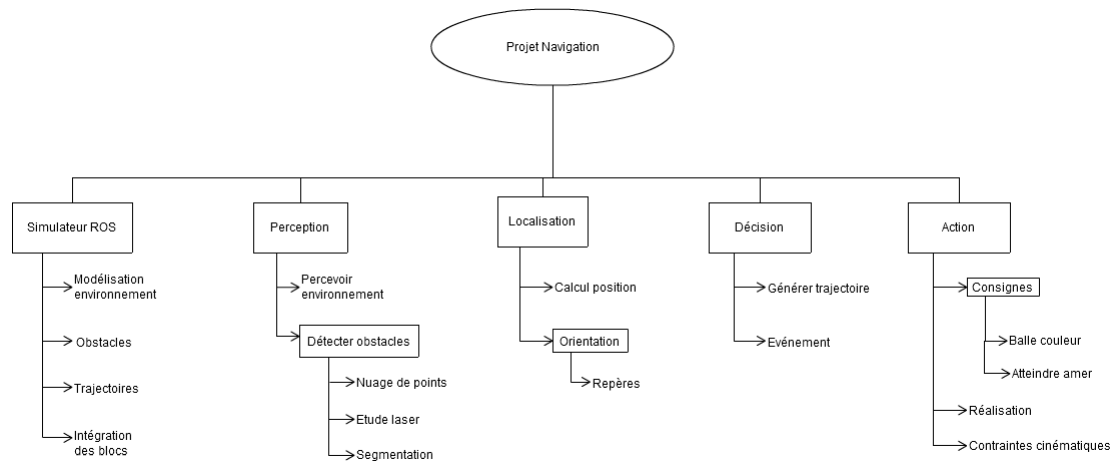 Projet Navigation
Simulateur ROS
Modélisation
environnement
Obstacles
Trajectoires
Intégration
des blocs
Perception
Percevoir
environnement
Détecter obstacles
Nuage de points
Etude laser
Segmentation
Localisation
Calcul position
Orientation
Repères
Décision
Générer trajectoire
Evénement
Action
Consignes
Balle couleur
Atteindre amer
Réalisation
Contraintes cinématiques